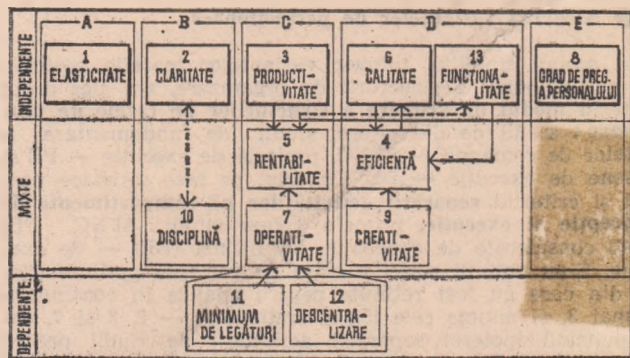 A B C D E
INDEPENDENTE
1 2 3 6 13 8
ELASTICITATE CLARITATE PRODUCTI- CALITATE FUNCȚIONA- GRAD DE PREG.
VITATE LITATE A PERSONALULUI
MIXTE
5 4
RENTABI- EFICIENȚĂ
LITATE
10 7 9
DISCIPLINĂ OPERATI- CREATI-
VITATE VITATE
DEPENDENTE
11 12
MINIMUM DESCENTRA-
DE LEGĂTURI LIZARE